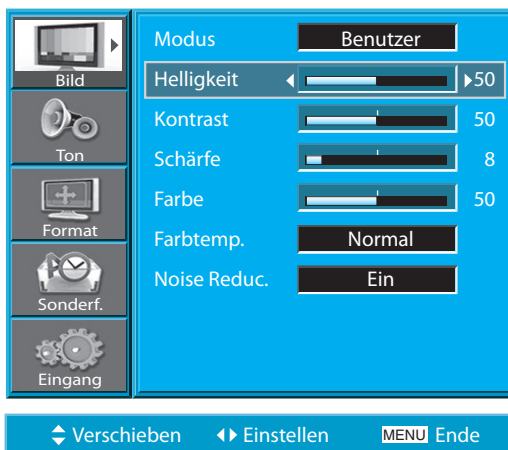 Bild
Ton
Format
Sonderf.
Eingang
Modus Benutzer
Helligkeit 50
Kontrast 50
Schärfe 8
Farbe 50
Farbtemp. Normal
Noise Reduc. Ein
Verschieben Einstellen MENU Ende